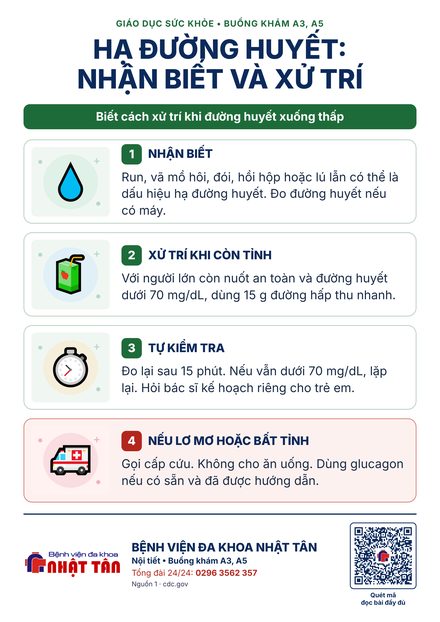 GIÁO DỤC SỨC KHỎE • BUỒNG KHÁM A3, A5
HẠ ĐƯỜNG HUYẾT:
NHẬN BIẾT VÀ XỬ TRÍ
Biết cách xử trí khi đường huyết xuống thấp
1 NHẬN BIẾT
Run, vã mồ hôi, đói, hồi hộp hoặc lú lẫn có thể là
dấu hiệu hạ đường huyết. Đo đường huyết nếu
có máy.
2 XỬ TRÍ KHI CÒN TỈNH
Với người lớn còn nuốt an toàn và đường huyết
dưới 70 mg/dL, dùng 15 g đường hấp thu nhanh.
3 TỰ KIỂM TRA
Đo lại sau 15 phút. Nếu vẫn dưới 70 mg/dL, lặp
lại. Hỏi bác sĩ kế hoạch riêng cho trẻ em.
4 NẾU LƠ MƠ HOẶC BẤT TỈNH
Gọi cấp cứu. Không cho ăn uống. Dùng glucagon
nếu có sẵn và đã được hướng dẫn.
Bệnh viện đa khoa
NHẬT TÂN
BỆNH VIỆN ĐA KHOA NHẬT TÂN
Nội tiết • Buồng khám A3, A5
Tổng đài 24/24: 0296 3562 357
Nguồn 1 · cdc.gov
Quét mã
đọc bài đầy đủ